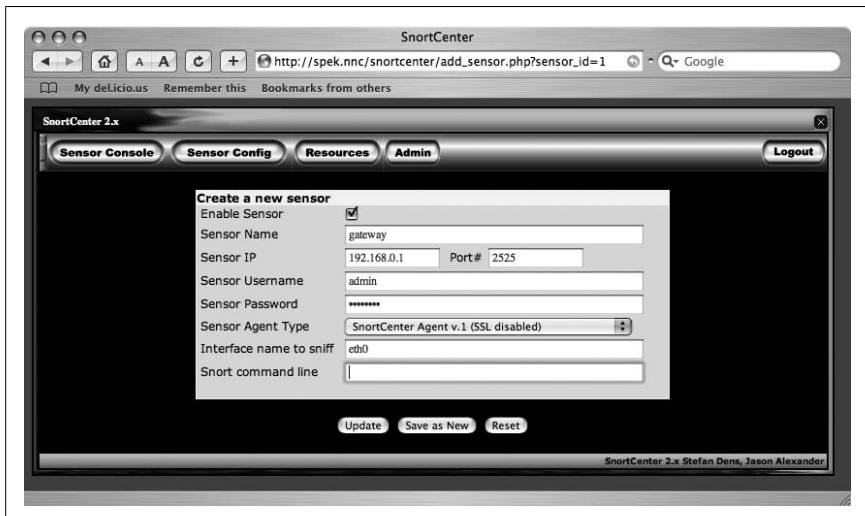 SnortCenter
A A + http://spek.nnc/snortcenter/add_sensor.php?sensor_id=1 Google
My del.icio.us Remember this Bookmarks from others
SnortCenter 2.x
Sensor Console Sensor Config Resources Admin Logout
Create a new sensor
Enable Sensor
Sensor Name gateway
Sensor IP 192.168.0.1 Port# 2525
Sensor Username admin
Sensor Password ••••••••
Sensor Agent Type SnortCenter Agent v.1 (SSL disabled)
Interface name to sniff eth0
Snort command line
Update Save as New Reset
SnortCenter 2.x Stefan Dens, Jason Alexander